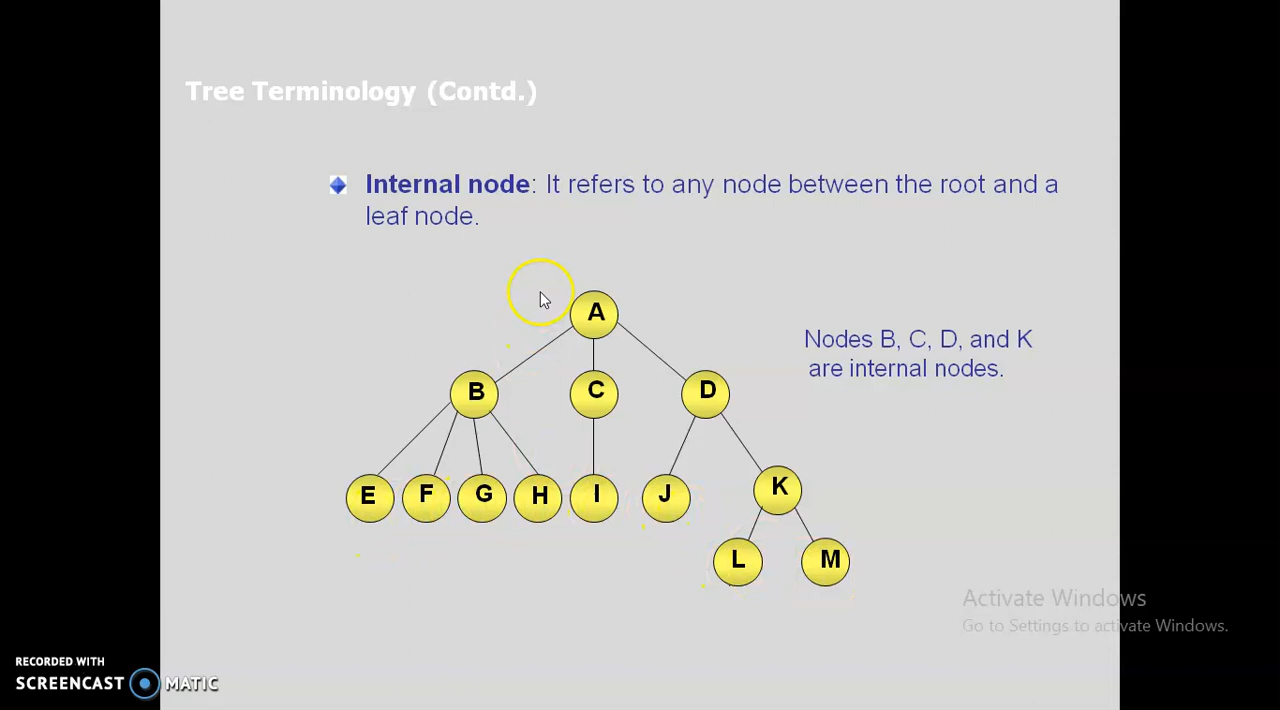 Tree Terminology (Contd.)
Internal node: It refers to any node between the root and a
leaf node.
A
Nodes B, C, D, and K
are internal nodes.
B C D
E F G H I J K
L M
Activate Windows
Go to Settings to activate Windows.
RECORDED WITH
SCREENCAST MATIC